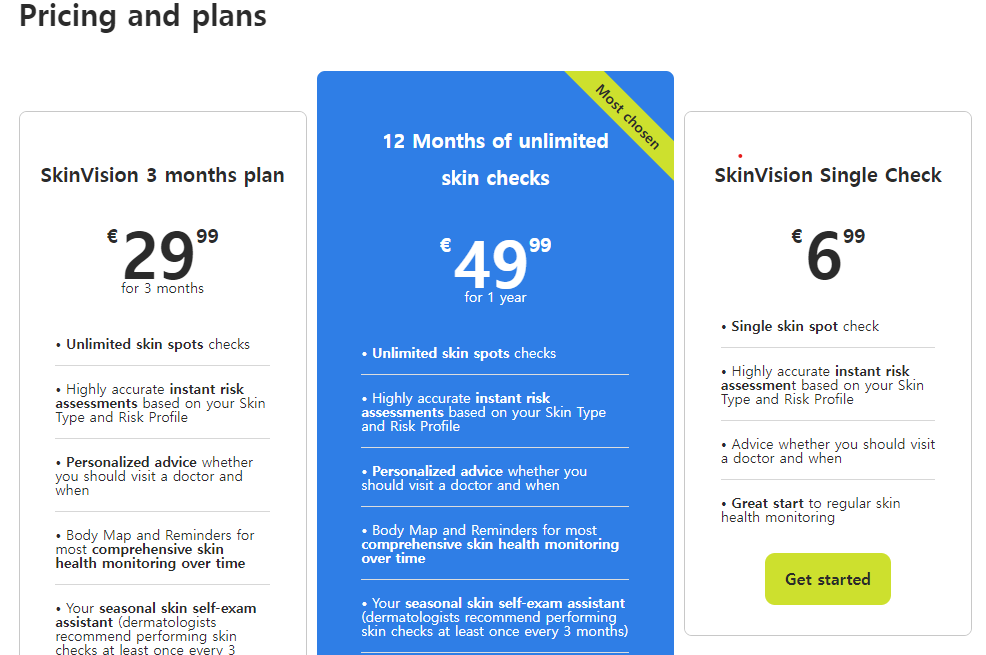 Pricing and plans
SkinVision 3 months plan
€ 29 99
for 3 months
• Unlimited skin spots checks
• Highly accurate instant risk
assessments based on your Skin
Type and Risk Profile
• Personalized advice whether
you should visit a doctor and
when
• Body Map and Reminders for
most comprehensive skin
health monitoring over time
• Your seasonal skin self-exam
assistant (dermatologists
recommend performing skin
checks at least once every 3
Most chosen
12 Months of unlimited
skin checks
€ 49 99
for 1 year
• Unlimited skin spots checks
• Highly accurate instant risk
assessments based on your Skin Type
and Risk Profile
• Personalized advice whether you
should visit a doctor and when
• Body Map and Reminders for most
comprehensive skin health monitoring
over time
• Your seasonal skin self-exam assistant
(dermatologists recommend performing
skin checks at least once every 3 months)
SkinVision Single Check
€ 6 99
• Single skin spot check
• Highly accurate instant risk
assessment based on your Skin
Type and Risk Profile
• Advice whether you should visit
a doctor and when
• Great start to regular skin
health monitoring
Get started